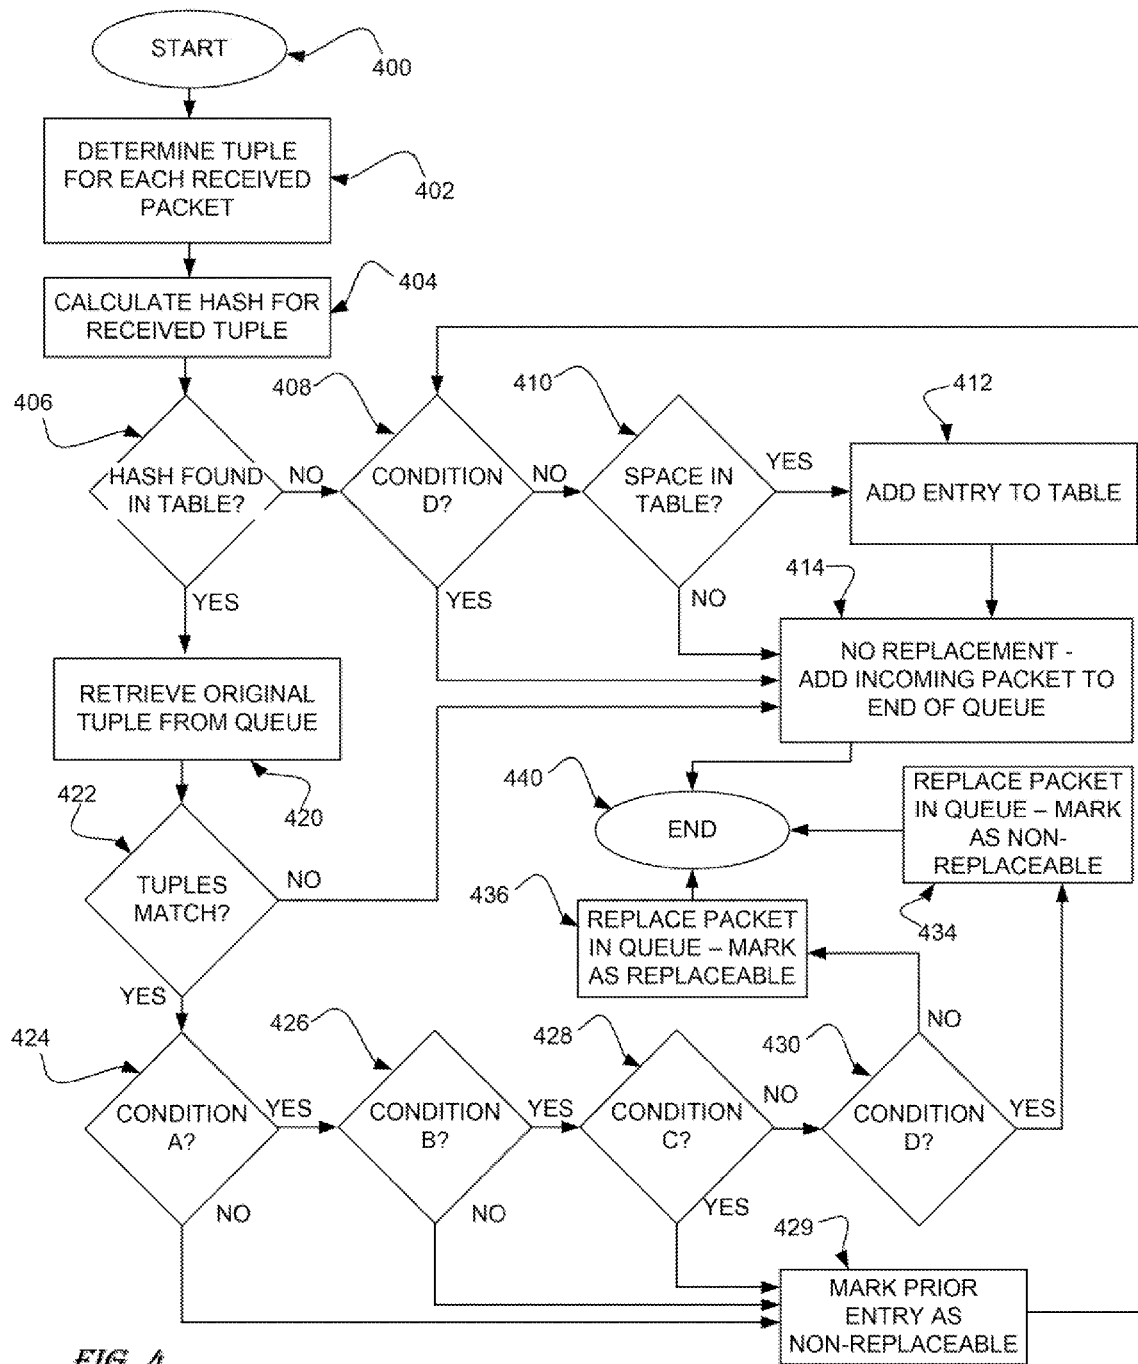 START
400
DETERMINE TUPLE
FOR EACH RECEIVED
PACKET
402
CALCULATE HASH FOR
RECEIVED TUPLE
404
406
HASH FOUND
IN TABLE?
NO
YES
408
CONDITION
D?
NO
YES
410
SPACE IN
TABLE?
YES
NO
412
ADD ENTRY TO TABLE
414
NO REPLACEMENT -
ADD INCOMING PACKET TO
END OF QUEUE
RETRIEVE ORIGINAL
TUPLE FROM QUEUE
420
422
TUPLES
MATCH?
NO
YES
440
END
REPLACE PACKET
IN QUEUE – MARK
AS NON-
REPLACEABLE
434
436
REPLACE PACKET
IN QUEUE – MARK
AS REPLACEABLE
424
CONDITION
A?
YES
NO
426
CONDITION
B?
YES
NO
428
CONDITION
C?
NO
YES
430
CONDITION
D?
NO
YES
429
MARK PRIOR
ENTRY AS
NON-REPLACEABLE
FIG. 4